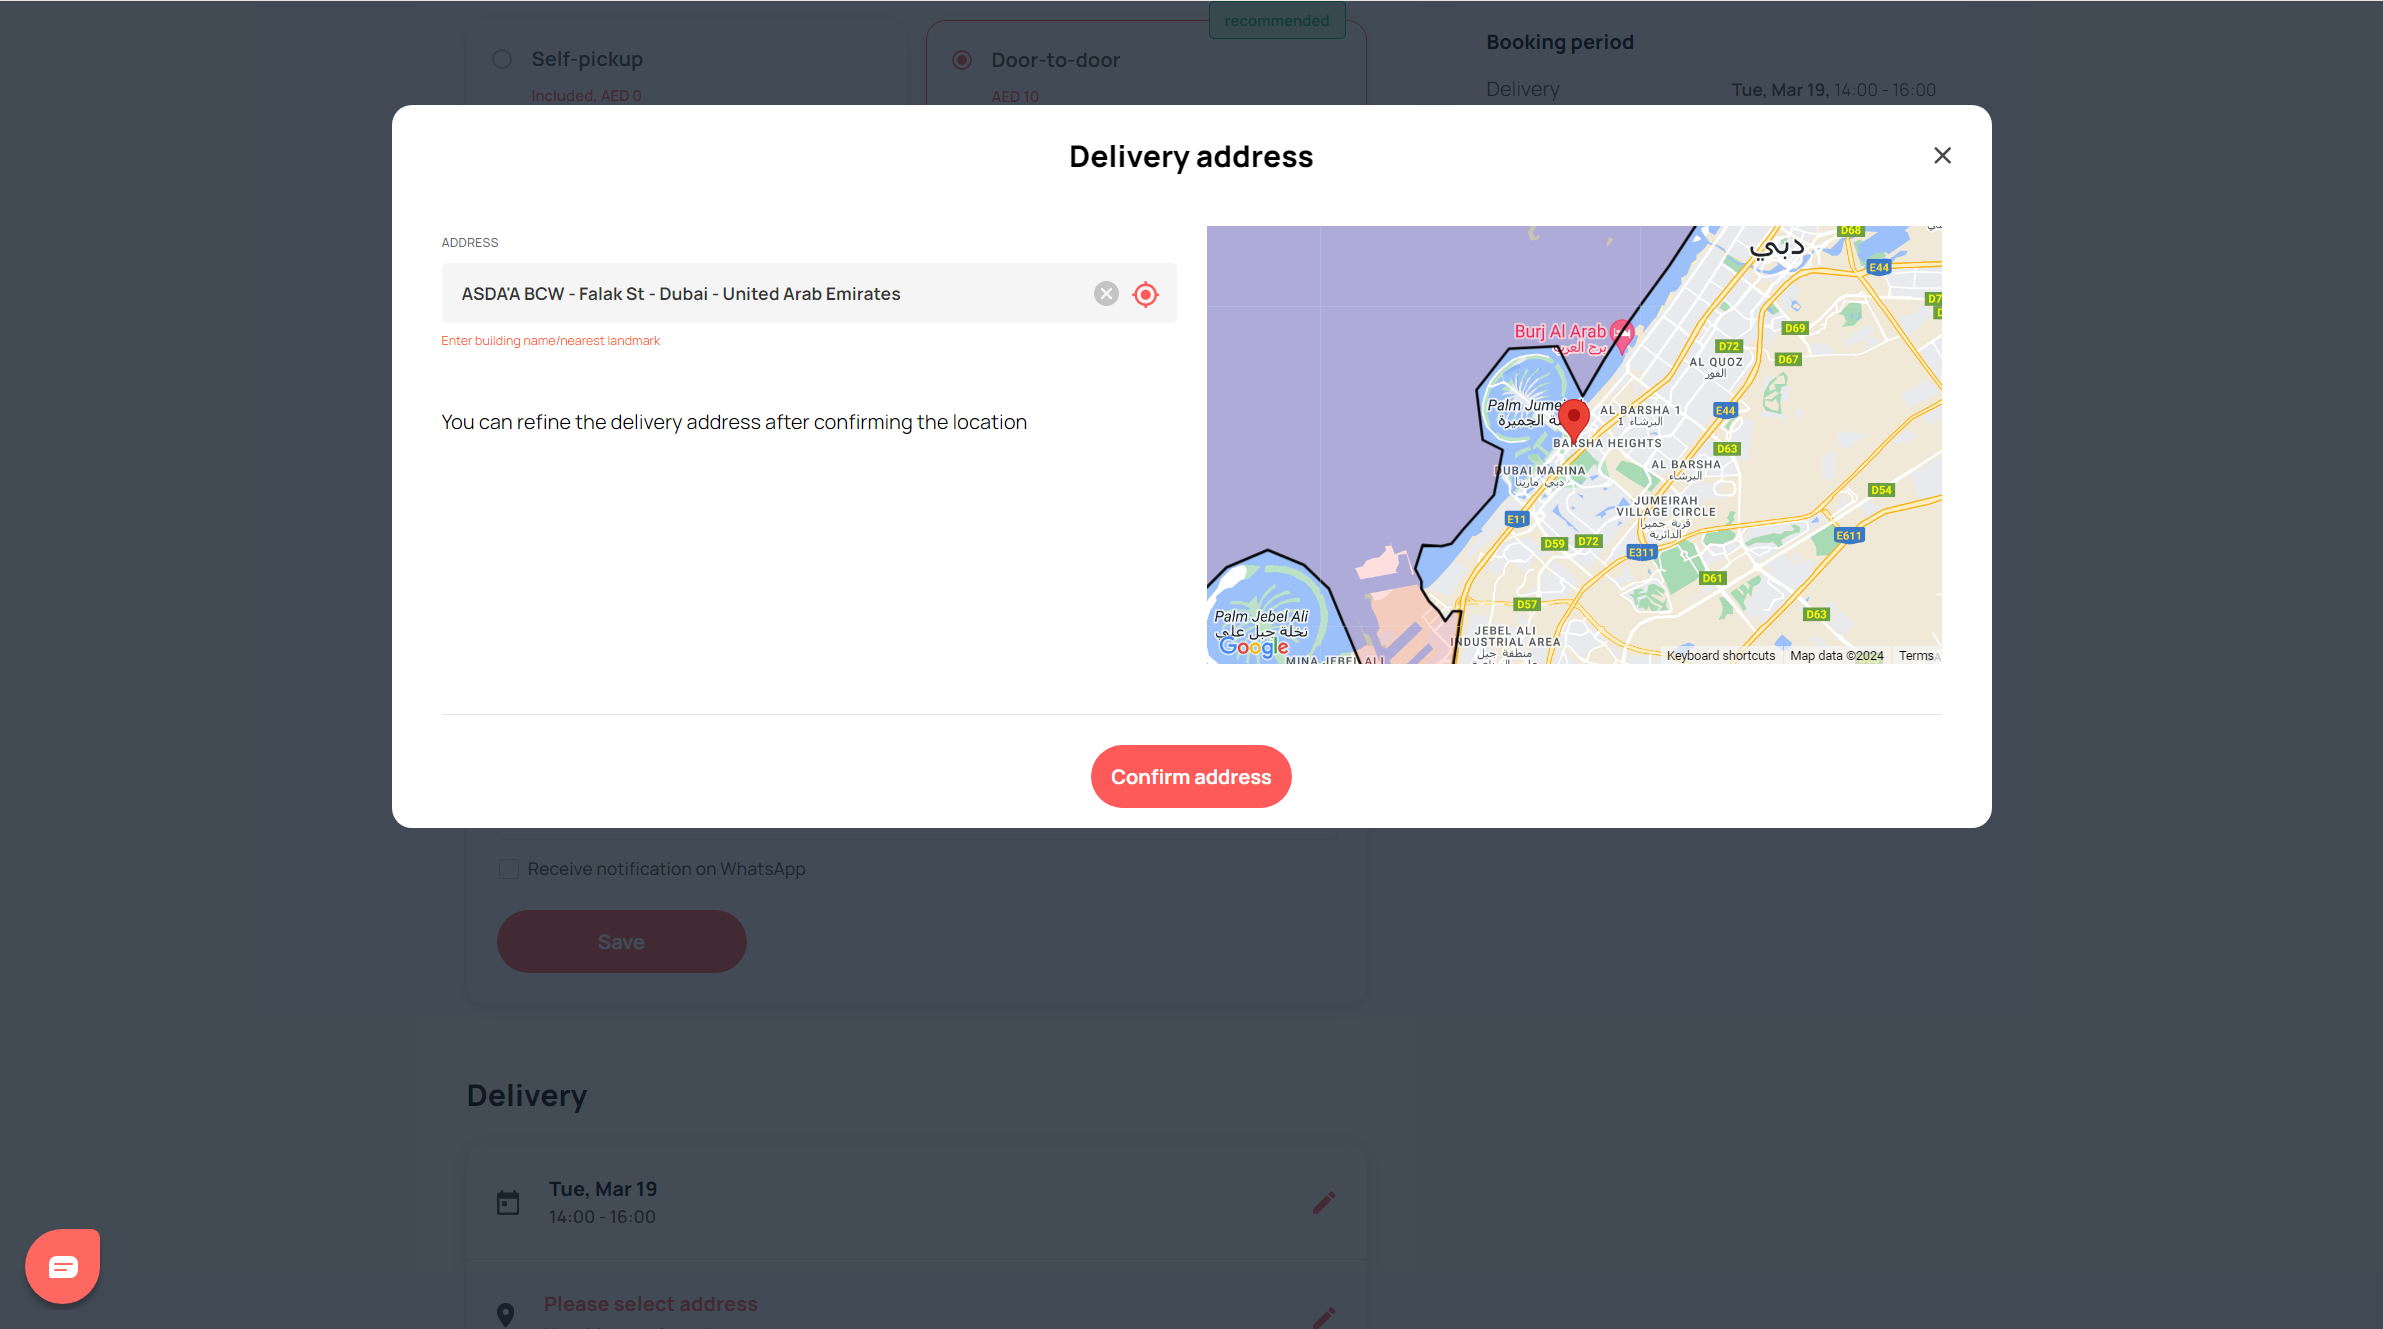 recommended
Self-pickup
Included, AED 0
Door-to-door
AED 10
Booking period
Delivery
Tue, Mar 19, 14:00 - 16:00
Delivery address
ADDRESS
ASDA'A BCW - Falak St - Dubai - United Arab Emirates
Enter building name/nearest landmark
You can refine the delivery address after confirming the location
دبي
D68
E44
D69
D72
D67
Burj Al Arab
برج العرب
AL QUOZ
القوز
Palm Jume
AL BARSHA 1
البرشاء 1
E44
BARSHA HEIGHTS
D63
DUBAI MARINA
دبي مارينا
AL BARSHA
البرشاء
D54
JUMEIRAH
VILLAGE CIRCLE
قرية جميرا
الدائرية
E11
D59
D72
E311
E611
D61
D57
D63
Palm Jebel Ali
نخلة جبل علي
Google
MINA JEBEL ALI
JEBEL ALI
INDUSTRIAL AREA
منطقة جبل
Keyboard shortcuts
Map data ©2024
Terms
Confirm address
Receive notification on WhatsApp
Save
Delivery
Tue, Mar 19
14:00 - 16:00
Please select address